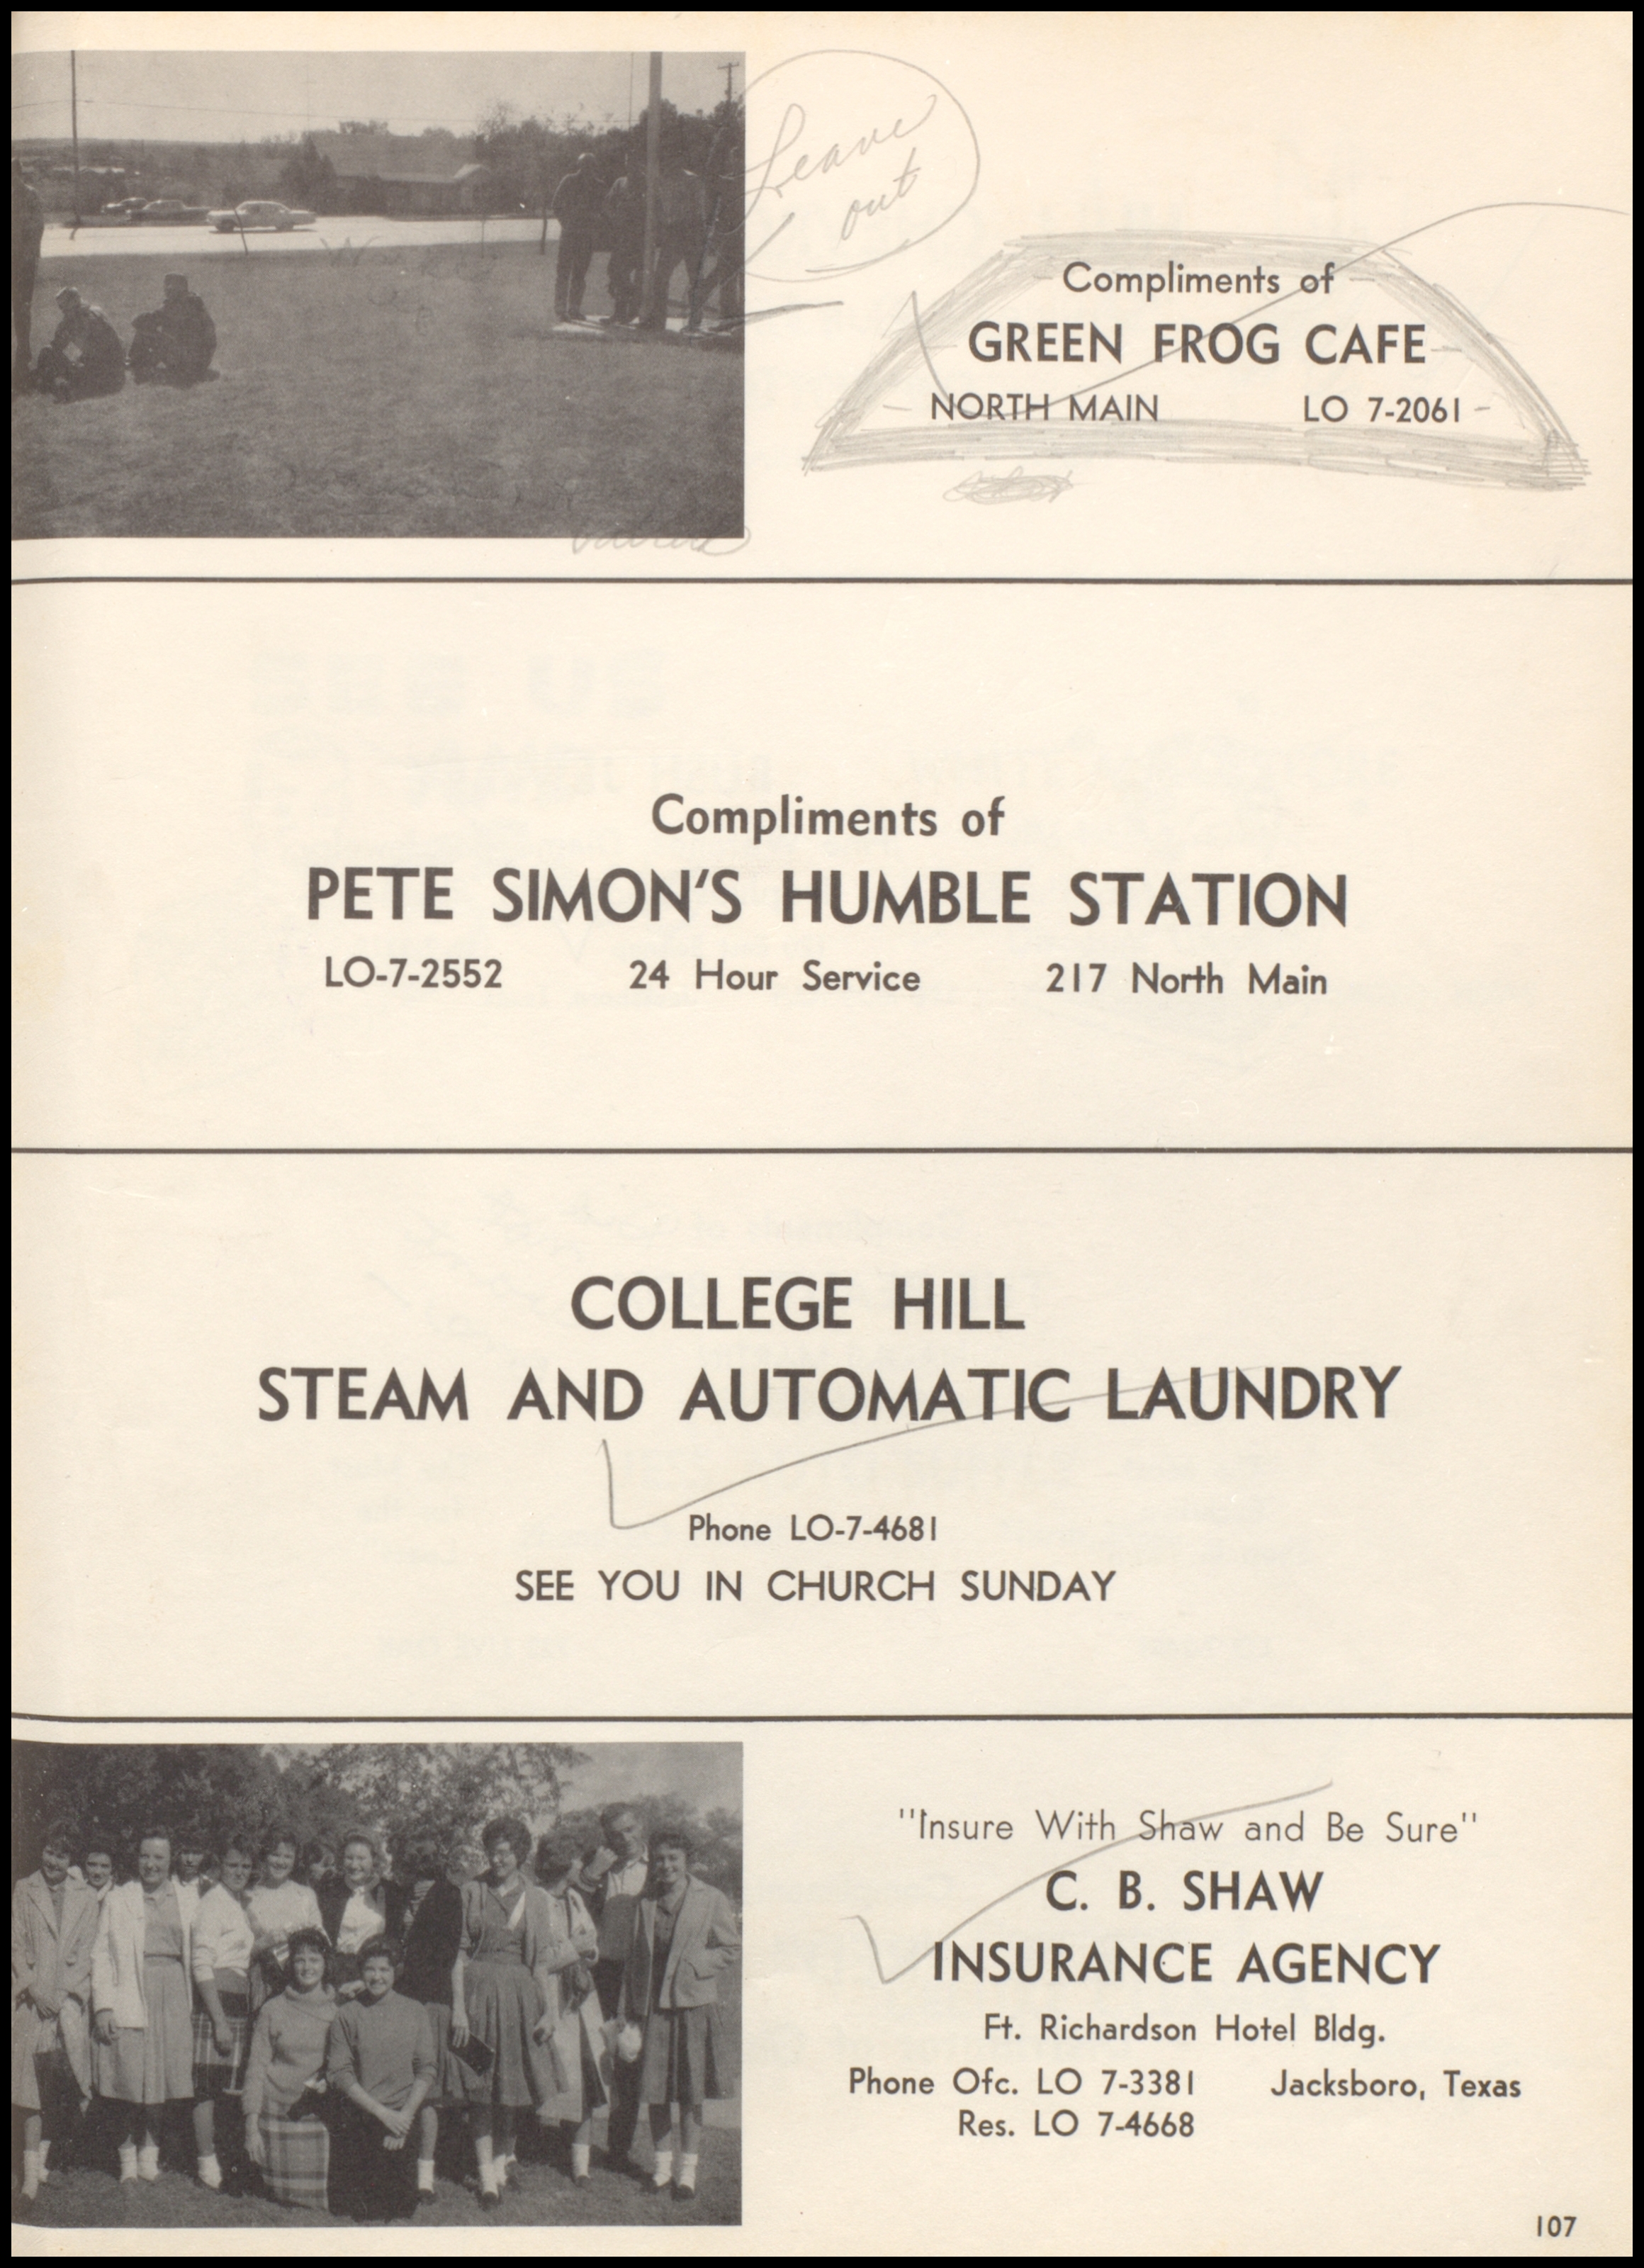 Leave
out
Compliments of
GREEN FROG CAFE
NORTH MAIN LO 7-2061
Compliments of
PETE SIMON'S HUMBLE STATION
LO-7-2552 24 Hour Service 217 North Main
COLLEGE HILL
STEAM AND AUTOMATIC LAUNDRY
Phone LO-7-4681
SEE YOU IN CHURCH SUNDAY
"Insure With Shaw and Be Sure"
C. B. SHAW
INSURANCE AGENCY
Ft. Richardson Hotel Bldg.
Phone Ofc. LO 7-3381 Jacksboro, Texas
Res. LO 7-4668
107